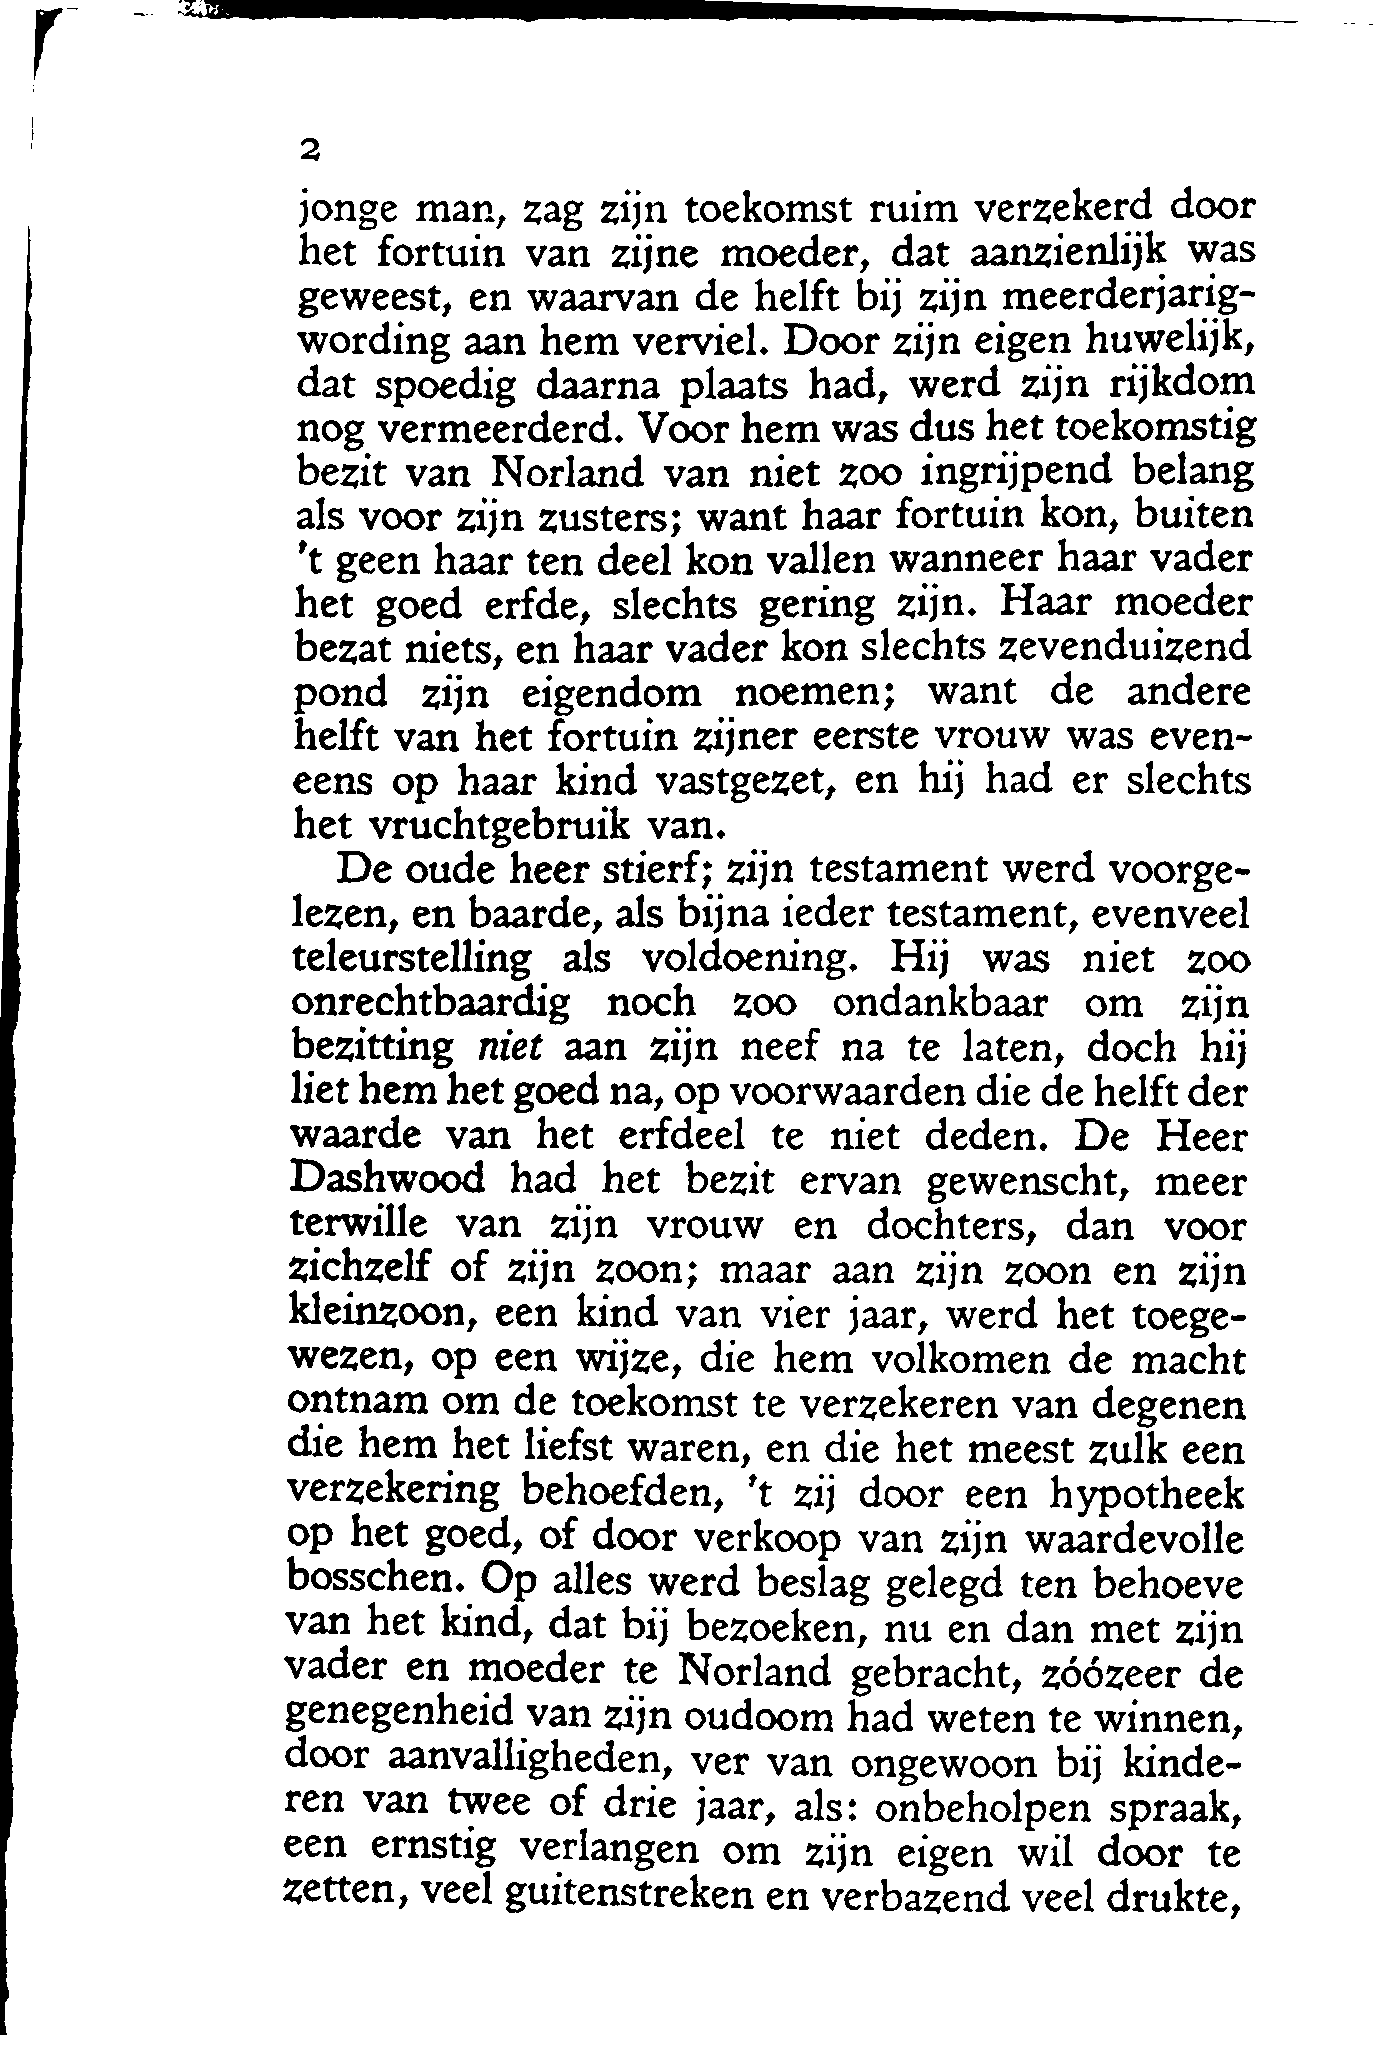 2
jonge man, zag zijn toekomst ruim verzekerd door
het fortuin van zijne moeder, dat aanzienlijk was
geweest, en waarvan de helft bij zijn meerderjarig-
wording aan hem verviel. Door zijn eigen huwelijk,
dat spoedig daarna plaats had, werd zijn rijkdom
nog vermeerderd. Voor hem was dus het toekomstig
bezit van Norland van niet zoo ingrijpend belang
als voor zijn zusters; want haar fortuin kon, buiten
't geen haar ten deel kon vallen wanneer haar vader
het goed erfde, slechts gering zijn. Haar moeder
bezat niets, en haar vader kon slechts zevenduizend
pond zijn eigendom noemen; want de andere
helft van het fortuin zijner eerste vrouw was even-
eens op haar kind vastgezet, en hij had er slechts
het vruchtgebruik van.
De oude heer stierf; zijn testament werd voorge-
lezen, en baarde, als bijna ieder testament, evenveel
teleurstelling als voldoening. Hij was niet zoo
onrechtbaardig noch zoo ondankbaar om zijn
bezitting niet aan zijn neef na te laten, doch hij
liet hem het goed na, op voorwaarden die de helft der
waarde van het erfdeel te niet deden. De Heer
Dashwood had het bezit ervan gewenscht, meer
terwille van zijn vrouw en dochters, dan voor
zichzelf of zijn zoon; maar aan zijn zoon en zijn
kleinzoon, een kind van vier jaar, werd het toege-
wezen, op een wijze, die hem volkomen de macht
ontnam om de toekomst te verzekeren van degenen
die hem het liefst waren, en die het meest zulk een
verzekering behoefden, 't zij door een hypotheek
op het goed, of door verkoop van zijn waardevolle
bosschen. Op alles werd beslag gelegd ten behoeve
van het kind, dat bij bezoeken, nu en dan met zijn
vader en moeder te Norland gebracht, zóózeer de
genegenheid van zijn oudoom had weten te winnen,
door aanvalligheden, ver van ongewoon bij kinde-
ren van twee of drie jaar, als: onbeholpen spraak,
een ernstig verlangen om zijn eigen wil door te
zetten, veel guitenstreken en verbazend veel drukte,